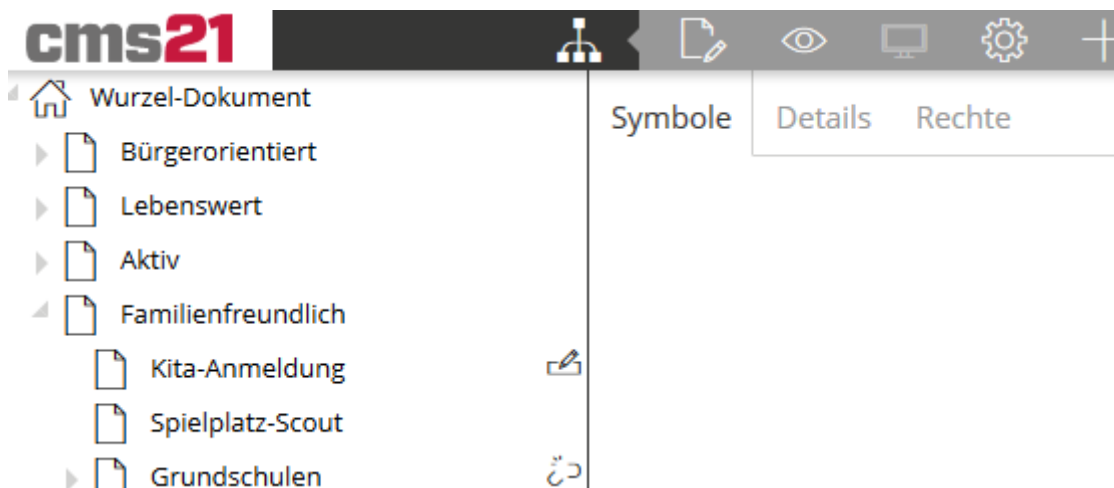 cms21
Wurzel-Dokument
Bürgerorientiert
Lebenswert
Aktiv
Familienfreundlich
Kita-Anmeldung
Spielplatz-Scout
Grundschulen
Symbole Details Rechte